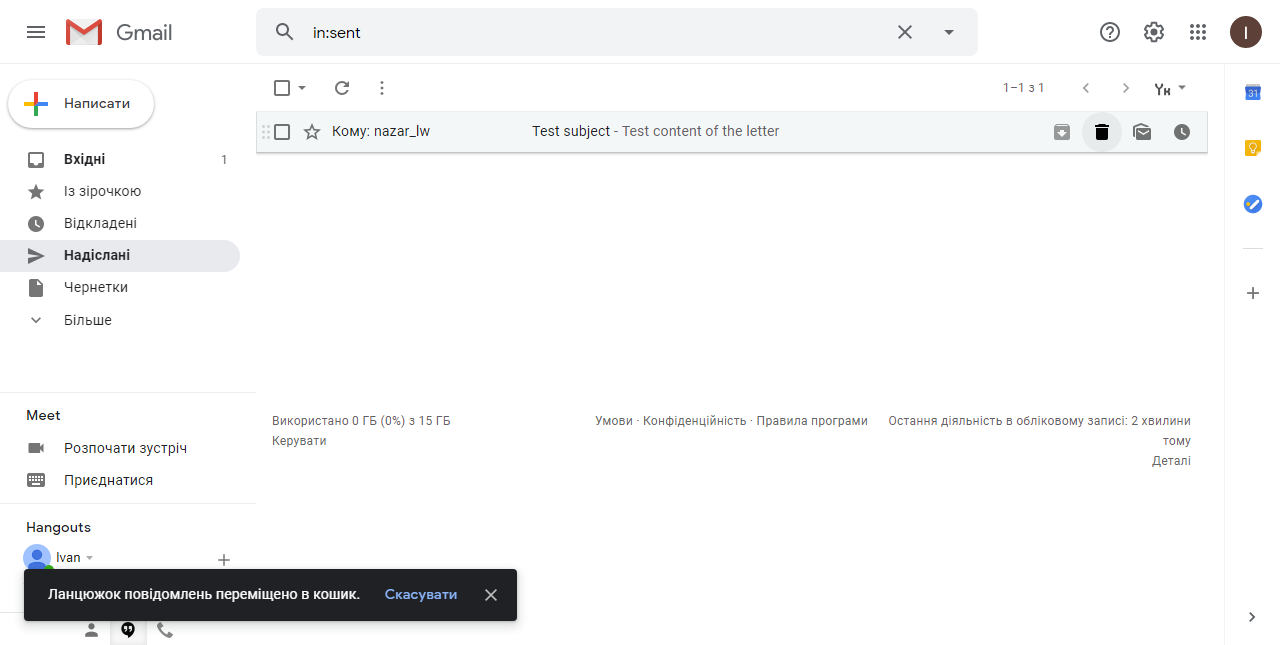 Gmail
in:sent
I
Написати
1–1 з 1
Вхідні 1
Кому: nazar_lw Test subject - Test content of the letter
Із зірочкою
Відкладені
Надіслані
Чернетки
Більше
31
Meet
Розпочати зустріч
Приєднатися
Використано 0 ГБ (0%) з 15 ГБ
Керувати
Умови · Конфіденційність · Правила програми
Остання діяльність в обліковому записі: 2 хвилини
тому
Деталі
Hangouts
Ivan
Ланцюжок повідомлень переміщено в кошик. Скасувати